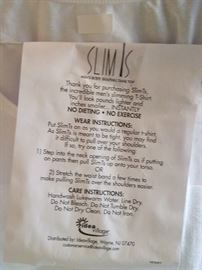 SLIMTS
Thank you for purchasing SlimTs,
the incredible men's slimming T-Shirt.
You'll look pounds lighter and
inches smaller... INSTANTLY
NO DIETING • NO EXERCISE
WEAR INSTRUCTIONS:
Put SlimTs on as you would a regular t-shirt.
As SlimTs is meant to be tight, you may find
it difficult to pull over your shoulders.
If so, try one of the following:
1) Step into the neck opening of SlimTs as if putting
on pants then pull SlimTs up onto your torso.
OR
2) Stretch the waist band a few times to
make pulling SlimTs over the shoulders easier.
CARE INSTRUCTIONS:
Handwash Lukewarm Water. Line Dry.
Do Not Bleach. Do Not Tumble Dry.
Do Not Dry Clean. Do Not Iron.
idea
village
Distributed by: IdeaVillage, Wayne, NJ 07470
customerservice@ideavillage.com